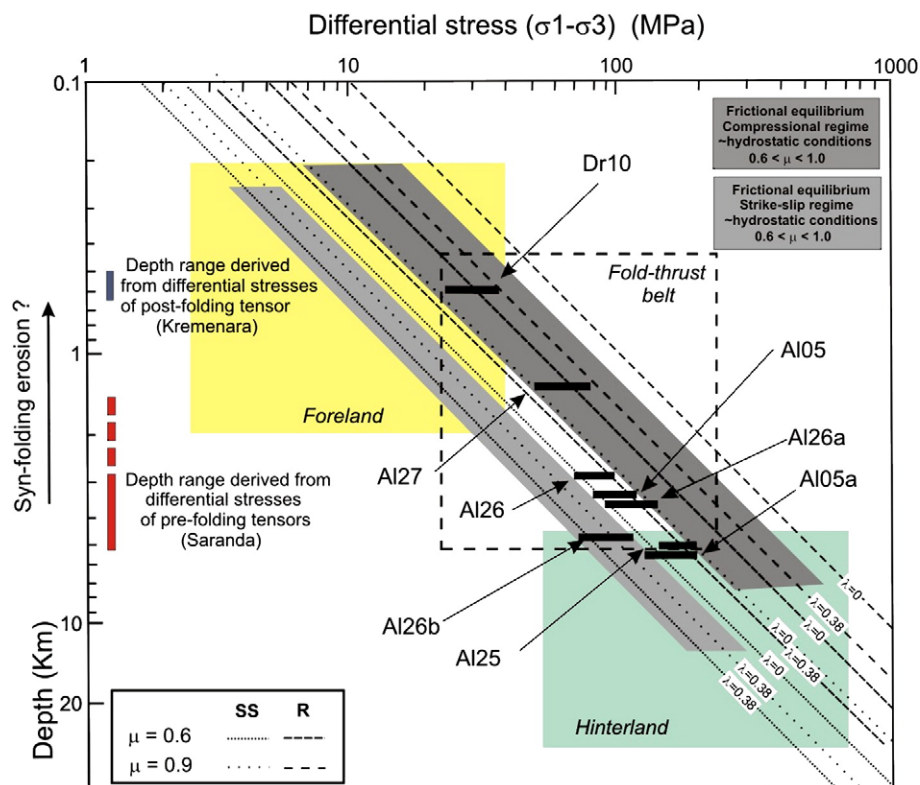 Differential stress (σ1-σ3) (MPa)
1
10
100
1000
0.1
Frictional equilibrium
Compressional regime
~hydrostatic conditions
0.6 < μ < 1.0
Dr10
Frictional equilibrium
Strike-slip regime
~hydrostatic conditions
0.6 < μ < 1.0
Depth range derived
from differential stresses
of post-folding tensor
(Kremenara)
Fold-thrust
belt
Syn-folding erosion ?
1
Al05
Foreland
Al26a
Al27
Al05a
Depth range derived from
differential stresses
of pre-folding tensors
(Saranda)
Al26
λ=0
λ=0.38
λ=0
10
Al26b
λ=0
λ=0.38
λ=0
λ=0.38
λ=0.38
Al25
Depth (Km)
20
SS R
μ = 0.6
μ = 0.9
Hinterland